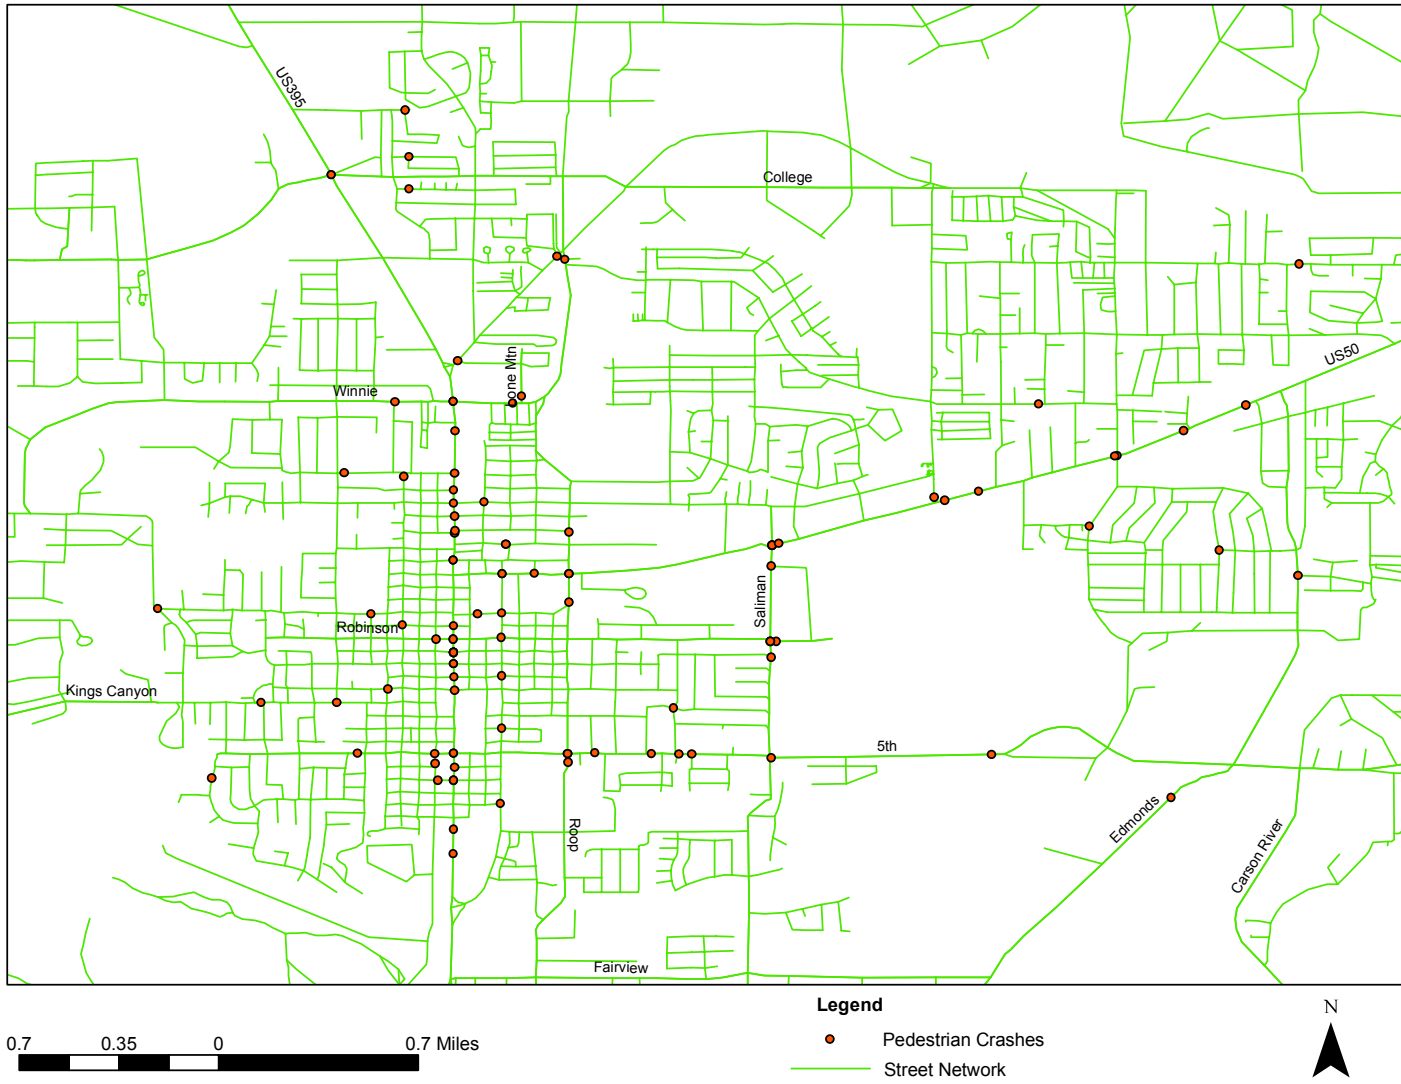 US395
College
US50
Winnie
one Mtn
Saliman
Robinson
Kings Canyon
5th
Edmonds
Roop
Carson River
Fairview
Legend
N
0.7 0.35 0 0.7 Miles
Pedestrian Crashes
Street Network